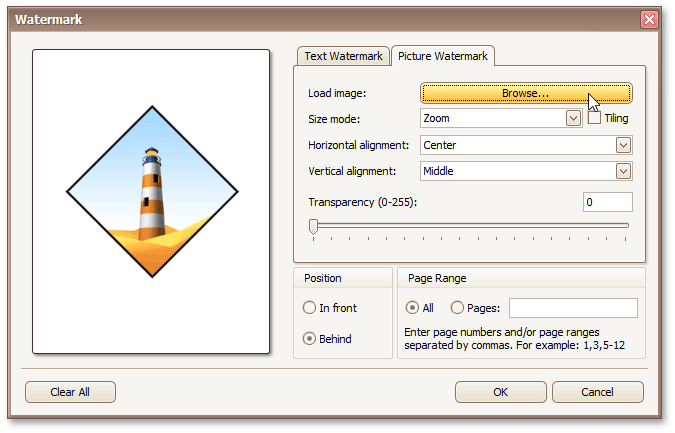 Watermark
Text Watermark
Picture Watermark
Load image:
Browse...
Size mode:
Zoom
Tiling
Horizontal alignment:
Center
Vertical alignment:
Middle
Transparency (0-255):
0
Position
In front
Behind
Page Range
All
Pages:
Enter page numbers and/or page ranges
separated by commas. For example: 1,3,5-12
Clear All
OK
Cancel